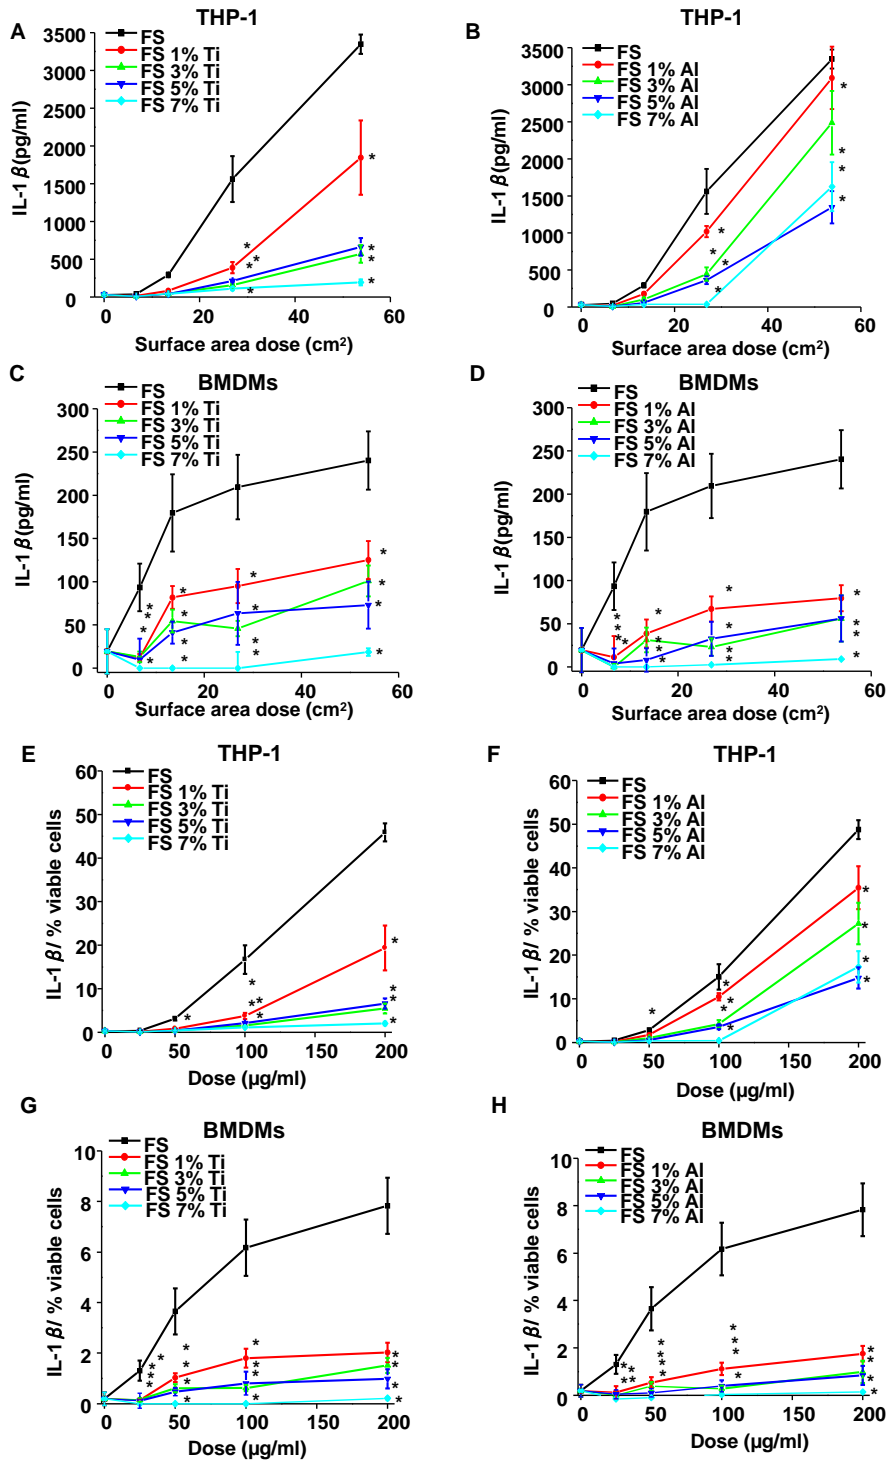 A
THP-1
FS
FS 1% Ti
FS 3% Ti
FS 5% Ti
FS 7% Ti
IL-1 β(pg/ml)
3500
3000
2500
2000
1500
1000
500
0
0 20 40 60
Surface area dose (cm²)
* * * * * * * * *
B
THP-1
FS
FS 1% Al
FS 3% Al
FS 5% Al
FS 7% Al
IL-1 β(pg/ml)
3500
3000
2500
2000
1500
1000
500
0
0 20 40 60
Surface area dose (cm²)
* * * * * * * *
C
BMDMs
FS
FS 1% Ti
FS 3% Ti
FS 5% Ti
FS 7% Ti
IL-1 β(pg/ml)
300
250
200
150
100
50
0
0 20 40 60
Surface area dose (cm²)
* * * * * * * * * * * * * * * *
D
BMDMs
FS
FS 1% Al
FS 3% Al
FS 5% Al
FS 7% Al
IL-1 β(pg/ml)
300
250
200
150
100
50
0
0 20 40 60
Surface area dose (cm²)
* * * * * * * * * * * * * * * *
E
THP-1
FS
FS 1% Ti
FS 3% Ti
FS 5% Ti
FS 7% Ti
IL-1 β/ % viable cells
60
50
40
30
20
10
0
0 50 100 150 200
Dose (µg/ml)
* * * * * * * * * *
F
THP-1
FS
FS 1% Al
FS 3% Al
FS 5% Al
FS 7% Al
IL-1 β/ % viable cells
60
50
40
30
20
10
0
0 50 100 150 200
Dose (µg/ml)
* * * * * * * * *
G
BMDMs
FS
FS 1% Ti
FS 3% Ti
FS 5% Ti
FS 7% Ti
IL-1 β/ % viable cells
10
8
6
4
2
0
0 50 100 150 200
Dose (µg/ml)
* * * * * * * * * * * * * * * *
H
BMDMs
FS
FS 1% Al
FS 3% Al
FS 5% Al
FS 7% Al
IL-1 β/ % viable cells
10
8
6
4
2
0
0 50 100 150 200
Dose (µg/ml)
* * * * * * * * * * * * * * * *